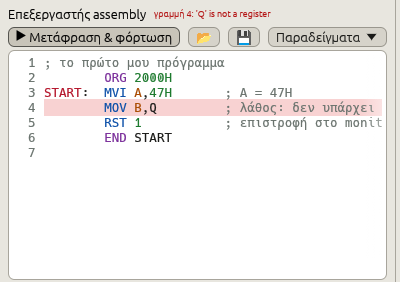 Επεξεργαστής assembly γραμμή 4: 'Q' is not a register
▶ Μετάφραση & φόρτωση 📂 💾 Παραδείγματα ▼
1 ; το πρώτο μου πρόγραμμα
2 ORG 2000H
3 START: MVI A,47H ; A = 47H
4 MOV B,Q ; λάθος: δεν υπάρχει
5 RST 1 ; επιστροφή στο monit
6 END START
7